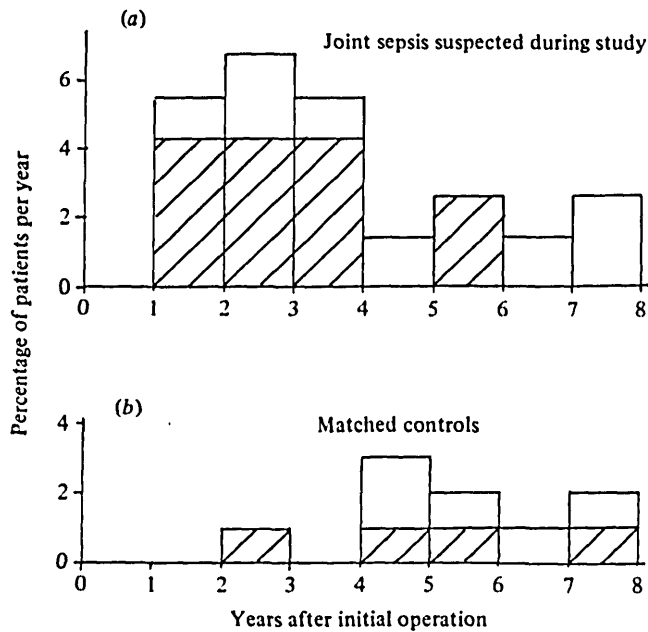 (a)
Joint sepsis suspected during study
Percentage of patients per year
6
4
2
0
0 1 2 3 4 5 6 7 8
(b)
Matched controls
4
2
0
0 1 2 3 4 5 6 7 8
Years after initial operation